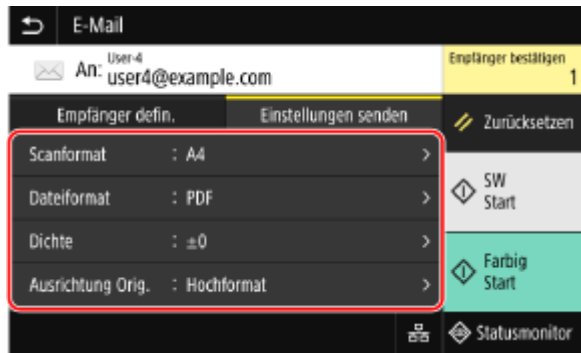 E-Mail
An: User-4
user4@example.com
Empfänger bestätigen
1
Empfänger defin.
Einstellungen senden
Zurücksetzen
Scanformat : A4
Dateiformat : PDF
Dichte : ±0
Ausrichtung Orig. : Hochformat
SW
Start
Farbig
Start
Statusmonitor